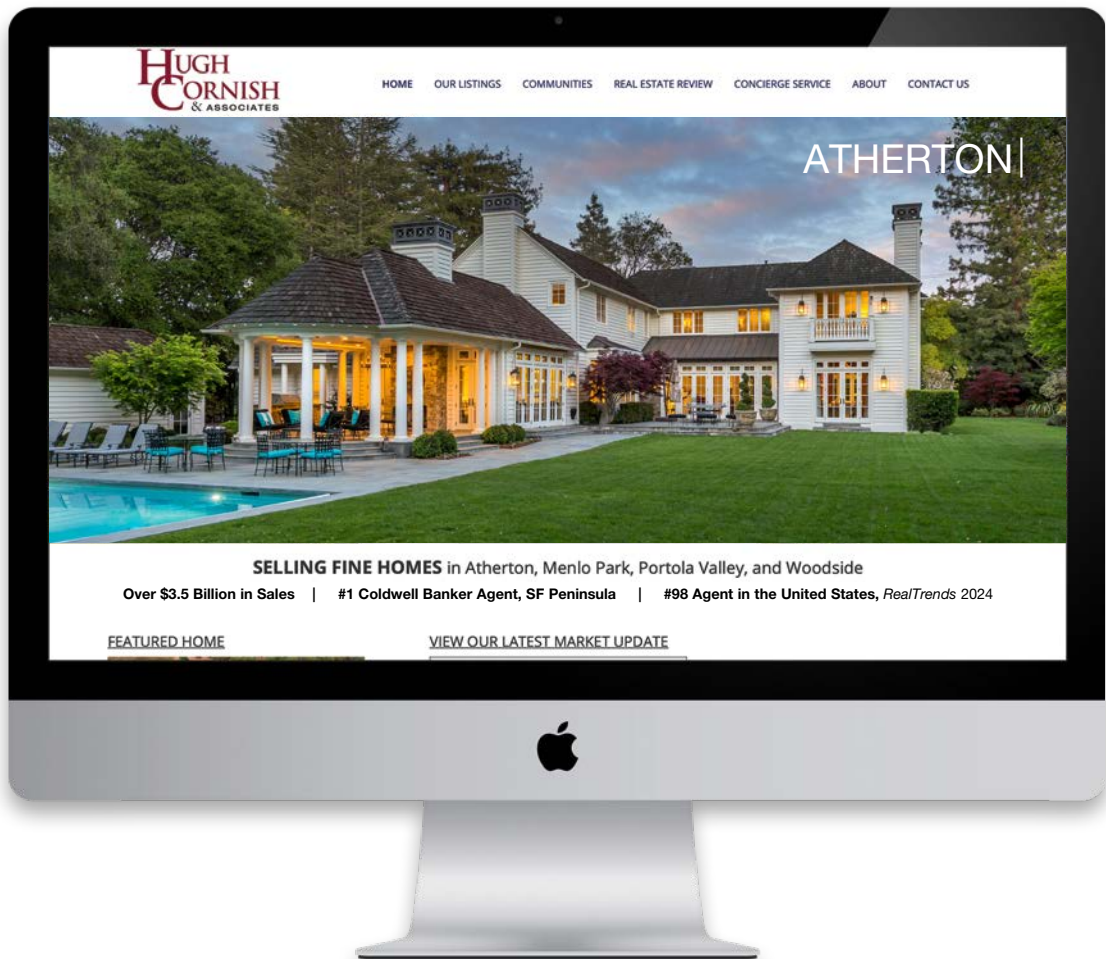 HUGH
CORNISH
& ASSOCIATES
HOME OUR LISTINGS COMMUNITIES REAL ESTATE REVIEW CONCIERGE SERVICE ABOUT CONTACT US
ATHERTON|
SELLING FINE HOMES in Atherton, Menlo Park, Portola Valley, and Woodside
Over $3.5 Billion in Sales | #1 Coldwell Banker Agent, SF Peninsula | #98 Agent in the United States, RealTrends 2024
FEATURED HOME VIEW OUR LATEST MARKET UPDATE